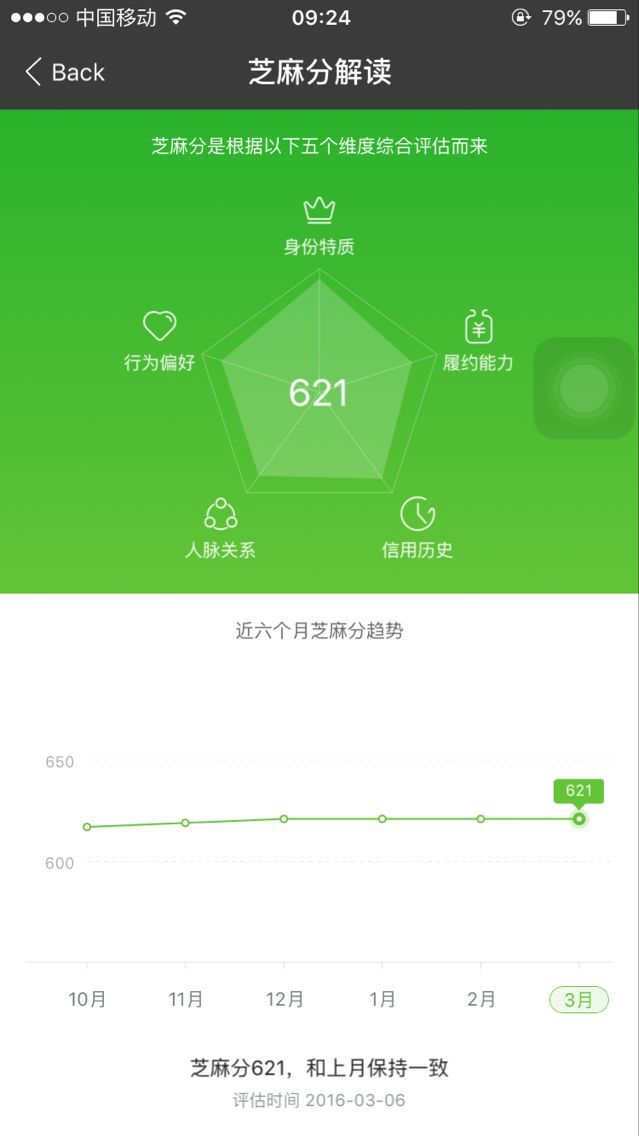 中国移动 09:24 79%
Back 芝麻分解读
芝麻分是根据以下五个维度综合评估而来
身份特质
行为偏好
履约能力
621
人脉关系
信用历史
近六个月芝麻分趋势
650
621
600
10月 11月 12月 1月 2月 3月
芝麻分621，和上月保持一致
评估时间 2016-03-06